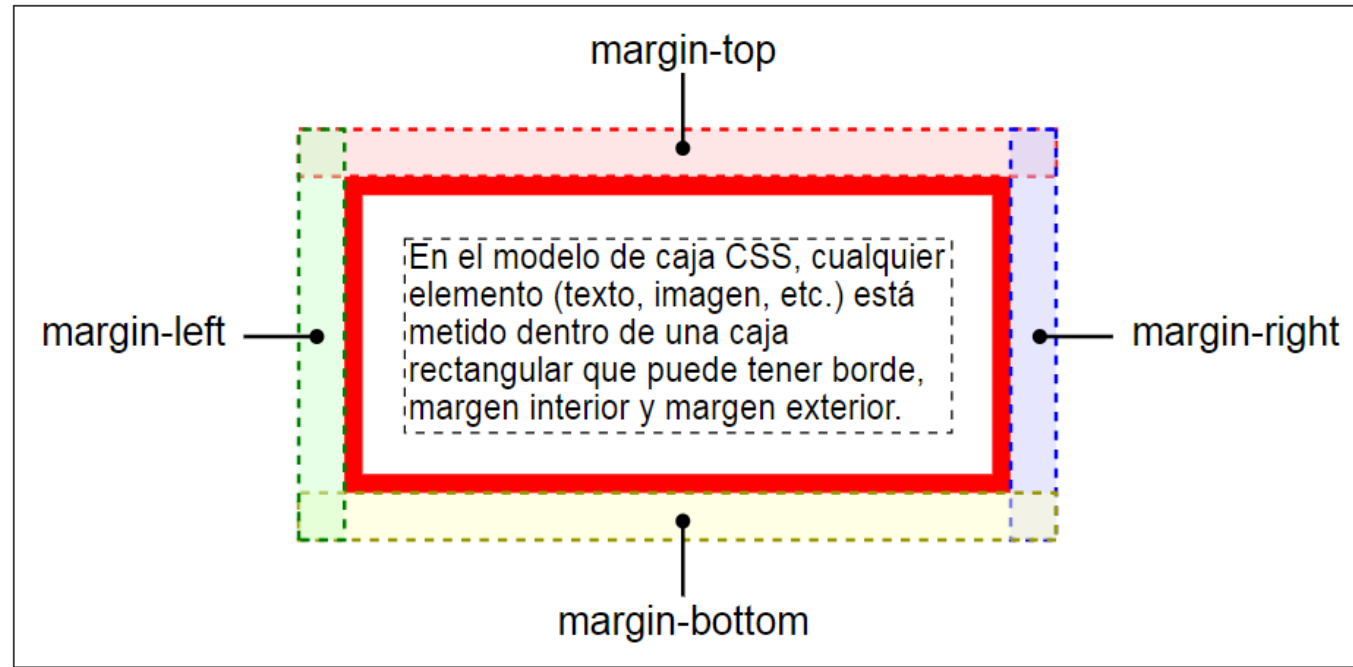 margin-top
En el modelo de caja CSS, cualquier
elemento (texto, imagen, etc.) está
metido dentro de una caja
rectangular que puede tener borde,
margen interior y margen exterior.
margin-left
margin-right
margin-bottom